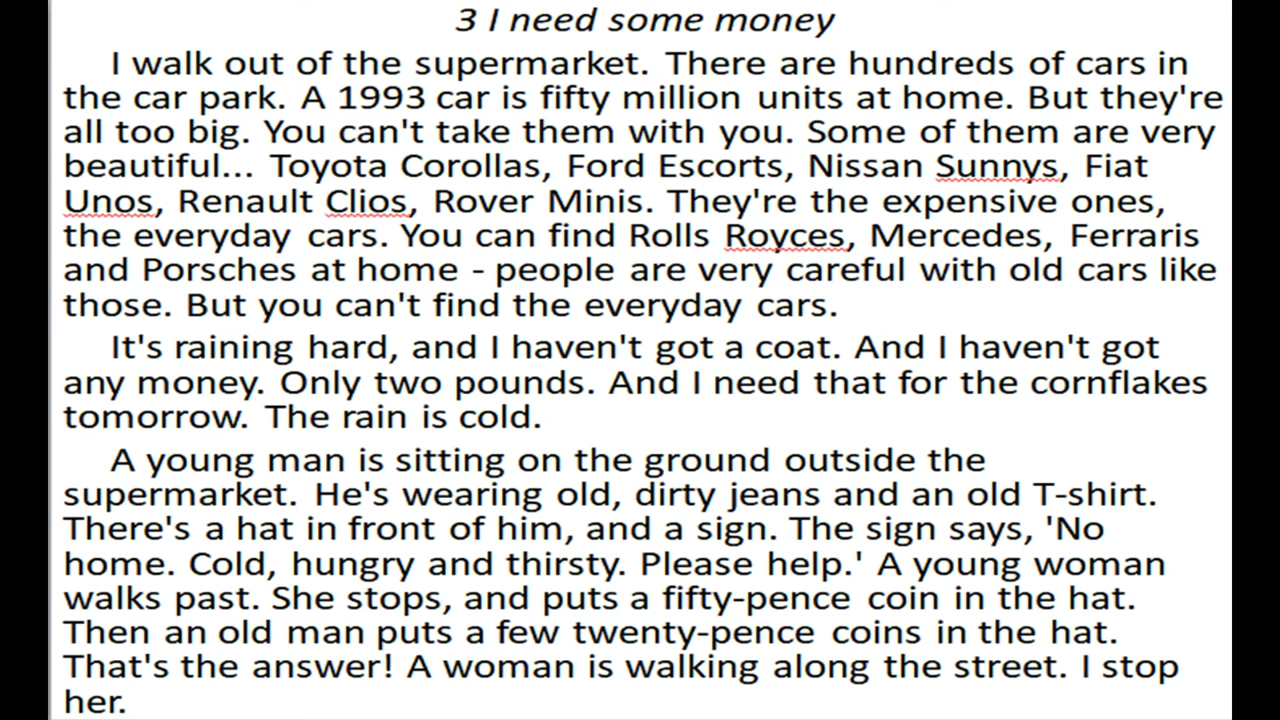 3 I need some money
I walk out of the supermarket. There are hundreds of cars in
the car park. A 1993 car is fifty million units at home. But they're
all too big. You can't take them with you. Some of them are very
beautiful... Toyota Corollas, Ford Escorts, Nissan Sunnys, Fiat
Unos, Renault Clios, Rover Minis. They're the expensive ones,
the everyday cars. You can find Rolls Royces, Mercedes, Ferraris
and Porsches at home - people are very careful with old cars like
those. But you can't find the everyday cars.
It's raining hard, and I haven't got a coat. And I haven't got
any money. Only two pounds. And I need that for the cornflakes
tomorrow. The rain is cold.
A young man is sitting on the ground outside the
supermarket. He's wearing old, dirty jeans and an old T-shirt.
There's a hat in front of him, and a sign. The sign says, 'No
home. Cold, hungry and thirsty. Please help.' A young woman
walks past. She stops, and puts a fifty-pence coin in the hat.
Then an old man puts a few twenty-pence coins in the hat.
That's the answer! A woman is walking along the street. I stop
her.